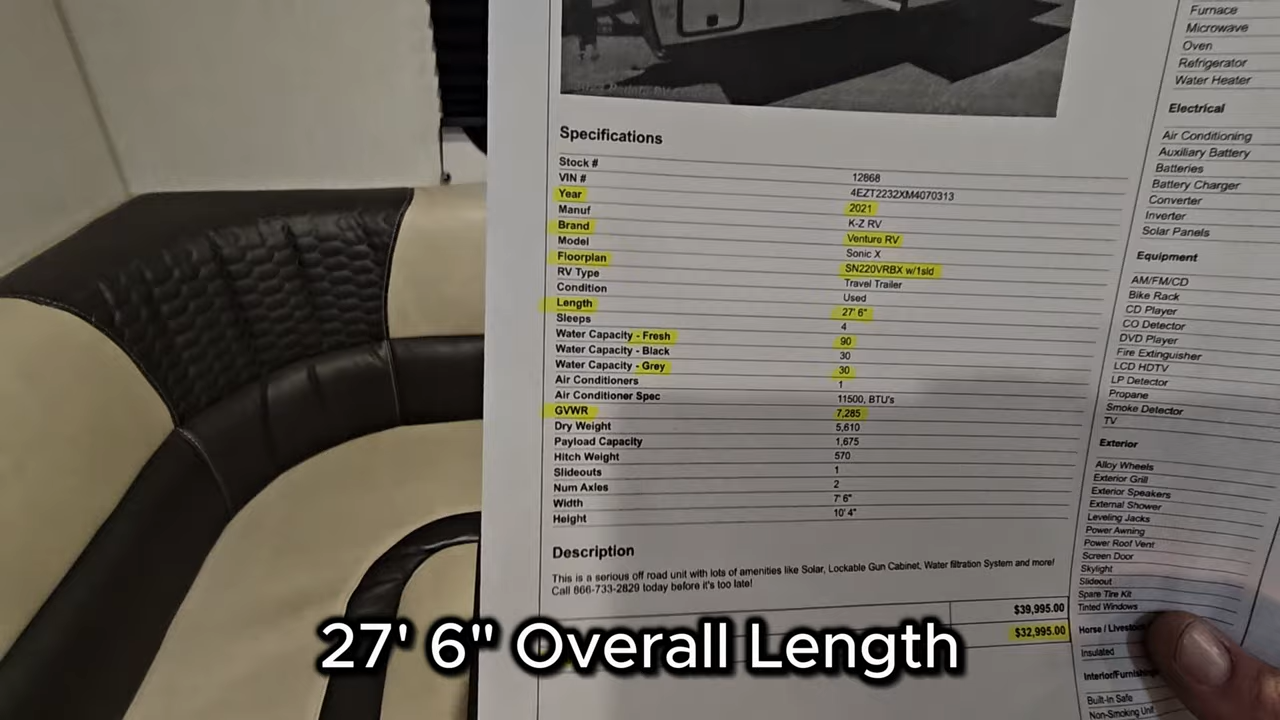 Specifications
Stock # 12868
VIN # 4EZT2232XM4070313
Year 2021
Manuf K-Z RV
Brand Venture RV
Model Sonic X
Floorplan SN220VRBX w/1sld
RV Type Travel Trailer
Condition Used
Length 27' 6"
Sleeps 4
Water Capacity - Fresh 90
Water Capacity - Black 30
Water Capacity - Grey 30
Air Conditioners 1
Air Conditioner Spec 11500, BTU's
GVWR 7,285
Dry Weight 5,610
Payload Capacity 1,675
Hitch Weight 570
Slideouts 1
Num Axles 2
Width 7' 6"
Height 10' 4"
Description
This is a serious off road unit with lots of amenities like Solar, Lockable Gun Cabinet, Water filtration System and more!
Call 866-733-2829 today before it's too late!
$39,995.00
$32,995.00
Furnace
Microwave
Oven
Refrigerator
Water Heater
Electrical
Air Conditioning
Auxiliary Battery
Batteries
Battery Charger
Converter
Inverter
Solar Panels
Equipment
AM/FM/CD
Bike Rack
CD Player
CO Detector
DVD Player
Fire Extinguisher
LCD HDTV
LP Detector
Propane
Smoke Detector
TV
Exterior
Alloy Wheels
Exterior Grill
Exterior Speakers
External Shower
Leveling Jacks
Power Awning
Power Roof Vent
Screen Door
Skylight
Slideout
Spare Tire Kit
Tinted Windows
Horse / Livestock
Insulated
Interior/Furnishings
Built-In Safe
Non-Smoking Unit
27' 6" Overall Length